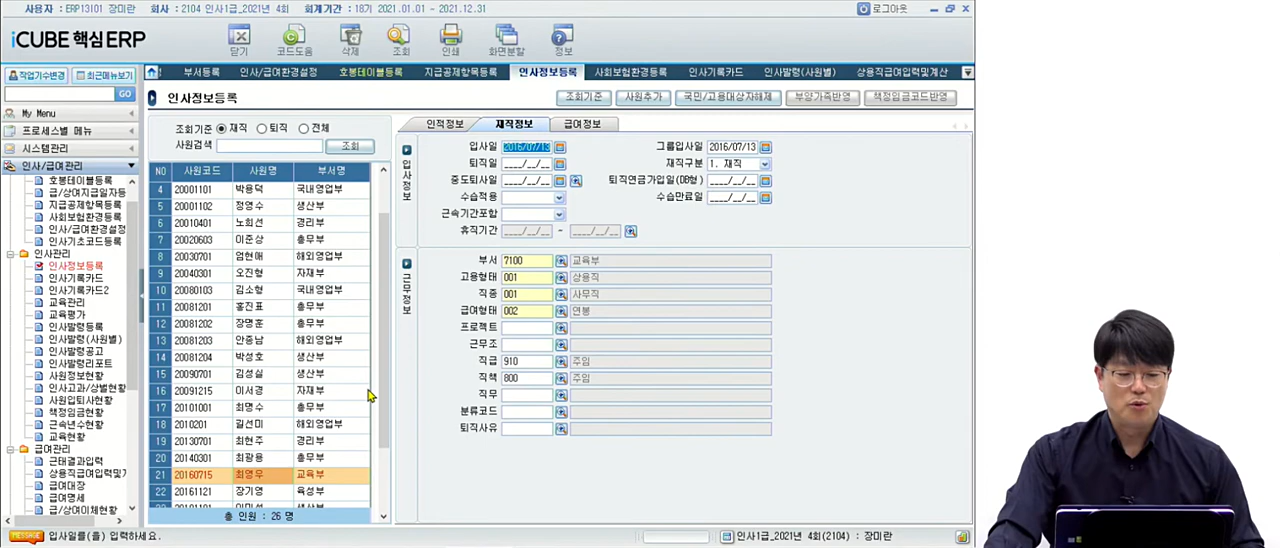 사용자 : ERP13101 장미란 회사 : 2104 인사1급_2021년 4회 회계기간 : 18기 2021.01.01 - 2021.12.31 로그아웃
iCUBE 핵심ERP
닫기 코드도움 삭제 조회 인쇄 화면분할 정보
작업기수변경 최근메뉴보기
부서등록 인사/급여환경설정 호봉테이블등록 지급공제항목등록 인사정보등록 사회보험환경등록 인사기록카드 인사발령(사원별) 상용직급여입력및계산
GO
인사정보등록
조회기준 사원추가 국민/고용대상자해제 부양가족반영 책정임금코드반영
My Menu
프로세스별 메뉴
시스템관리
인사/급여관리
호봉테이블등록
급/상여지급일자등
지급공제항목등록
사회보험환경등록
인사/급여환경설정
인사기초코드등록
인사관리
인사정보등록
인사기록카드
인사기록카드2
교육관리
교육평가
인사발령등록
인사발령(사원별)
인사발령공고
인사발령리포트
사원정보현황
인사고과/상벌현황
사원입퇴사현황
책정임금현황
근속년수현황
교육현황
급여관리
근태결과입력
상용직급여입력및기
급여대장
급여명세
급/상여이체현황
조회기준 재직 퇴직 전체
사원검색 조회
NO 사원코드 사원명 부서명
4 20001101 박용덕 국내영업부
5 20001102 정영수 생산부
6 20010401 노희선 경리부
7 20020603 이준상 총무부
8 20030701 엄현애 해외영업부
9 20040301 오진형 자재부
10 20080103 김소형 국내영업부
11 20081201 홍진표 총무부
12 20081202 장명훈 총무부
13 20081203 안종남 해외영업부
14 20081204 박성호 생산부
15 20090701 김성실 생산부
16 20091215 이서경 자재부
17 20101001 최명수 총무부
18 2010201 길선미 해외영업부
19 20130701 최현주 경리부
20 20140301 최광용 총무부
21 20160715 최영우 교육부
22 20161121 장기영 육성부
총 인원 : 26 명
인적정보 재직정보 급여정보
입사정보
입사일 2016/07/13 그룹입사일 2016/07/13
퇴직일 ____/__/__ 재직구분 1. 재직
중도퇴사일 ____/__/__ 퇴직연금가입일(DB형) ____/__/__
수습적용 수습만료일 ____/__/__
근속기간포함
휴직기간 ____/__/__ - ____/__/__
근무정보
부서 7100 교육부
고용형태 001 상용직
직종 001 사무직
급여형태 002 연봉
프로젝트
근무조
직급 910 주임
직책 800 주임
직무
분류코드
퇴직사유
MESSAGE 입사일를(을) 입력하세요. 인사1급_2021년 4회(2104) : 장미란